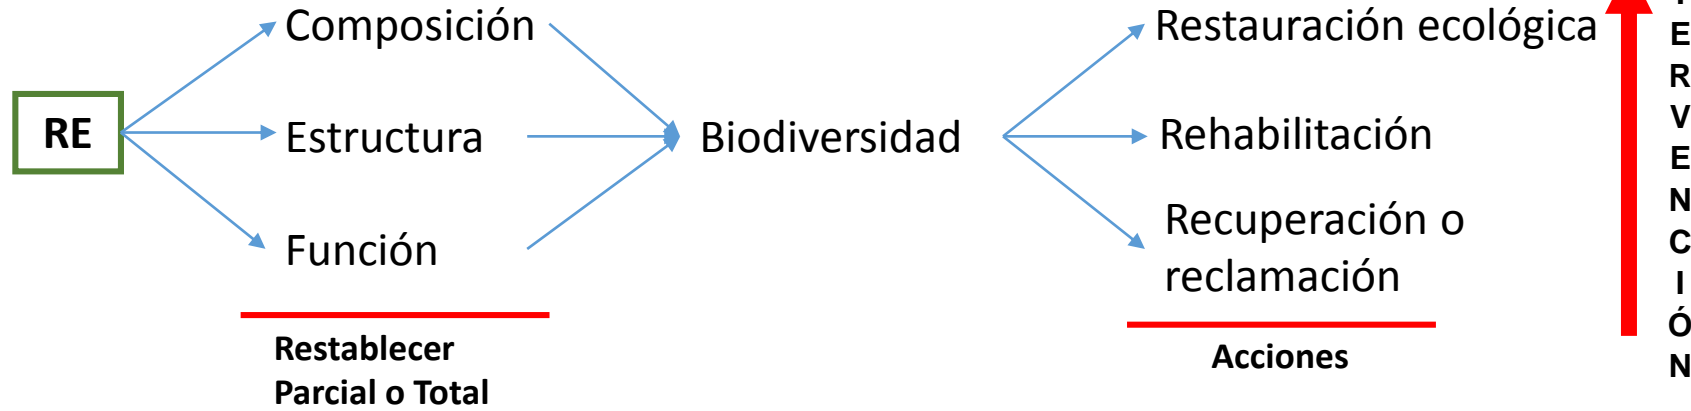 Composición
Restauración ecológica
RE
Estructura
Biodiversidad
Rehabilitación
Función
Recuperación o
reclamación
Restablecer
Parcial o Total
Acciones
E
R
V
E
N
C
I
Ó
N